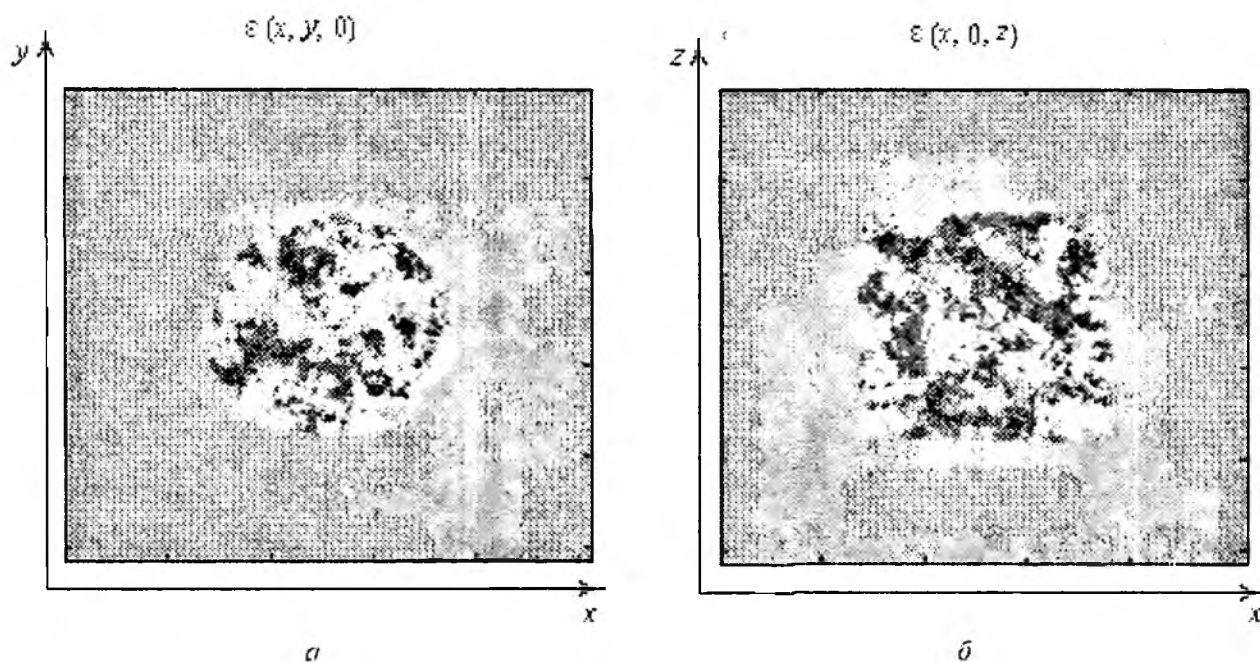 ε (x, y, 0)
y
x
а
ε (x, 0, z)
z
x
б